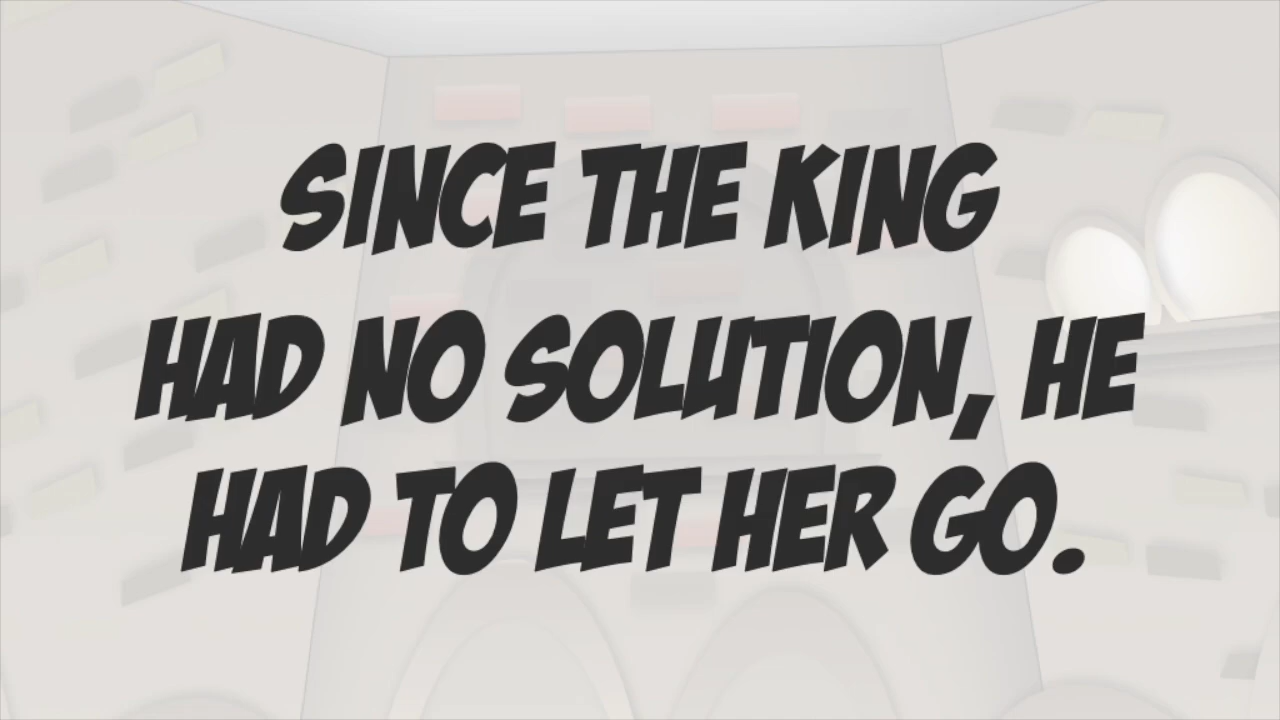 SINCE THE KING
HAD NO SOLUTION, HE
HAD TO LET HER GO.